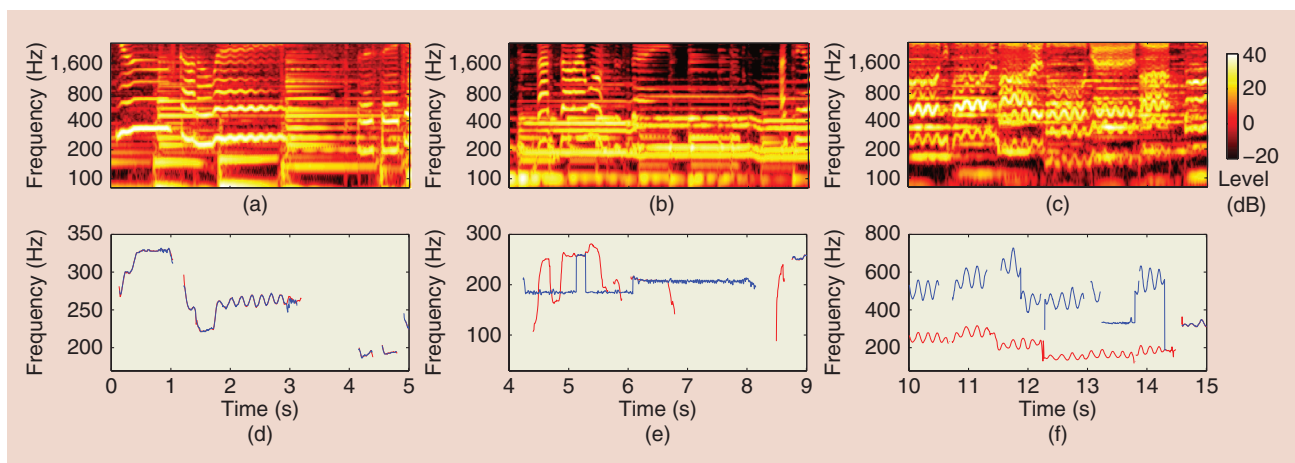 Frequency (Hz)
1,600
800
400
200
100
(a)
Frequency (Hz)
1,600
800
400
200
100
(b)
Frequency (Hz)
1,600
800
400
200
100
(c)
40
20
0
−20
Level
(dB)
Frequency (Hz)
350
300
250
200
0 1 2 3 4 5
Time (s)
(d)
Frequency (Hz)
300
200
100
4 5 6 7 8 9
Time (s)
(e)
Frequency (Hz)
800
600
400
200
10 11 12 13 14 15
Time (s)
(f)